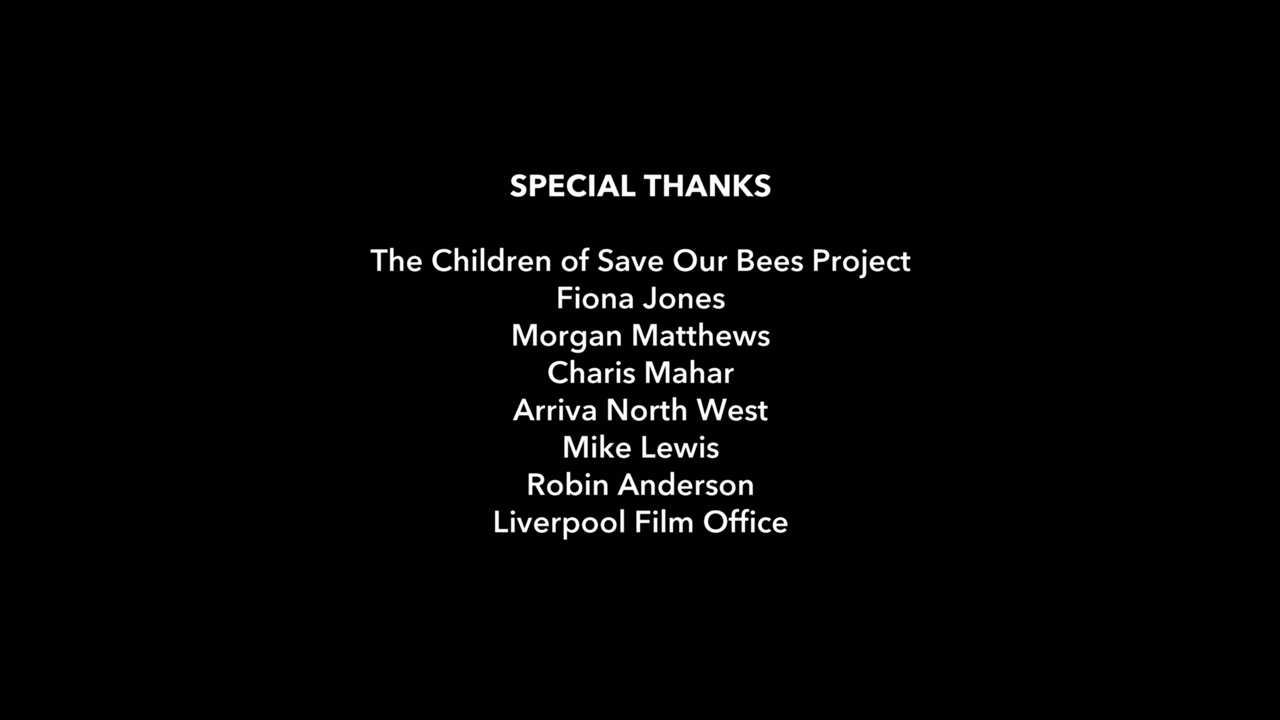 SPECIAL THANKS
The Children of Save Our Bees Project
Fiona Jones
Morgan Matthews
Charis Mahar
Arriva North West
Mike Lewis
Robin Anderson
Liverpool Film Office